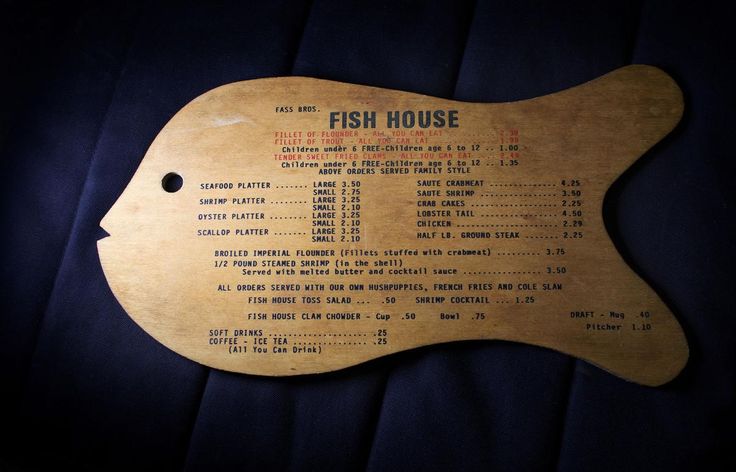 FASS BROS.
FISH HOUSE
FILLET OF FLOUNDER - ALL YOU CAN EAT .......... 2.30
FILLET OF TROUT - ALL YOU CAN EAT .......... 1.99
Children under 6 FREE-Children age 6 to 12 .. 1.00
TENDER SWEET FRIED CLAMS - ALL YOU CAN EAT .... 2.49
Children under 6 FREE-Children age 6 to 12 .. 1.35
ABOVE ORDERS SERVED FAMILY STYLE
SEAFOOD PLATTER ....... LARGE 3.50
SMALL 2.75
SHRIMP PLATTER ....... LARGE 3.25
SMALL 2.10
OYSTER PLATTER ....... LARGE 3.25
SMALL 2.10
SCALLOP PLATTER ...... LARGE 3.25
SMALL 2.10
SAUTE CRABMEAT .............. 4.25
SAUTE SHRIMP ................ 3.50
CRAB CAKES .................. 2.25
LOBSTER TAIL ................ 4.50
CHICKEN ..................... 2.29
HALF LB. GROUND STEAK ....... 2.25
BROILED IMPERIAL FLOUNDER (Fillets stuffed with crabmeat) ......... 3.75
1/2 POUND STEAMED SHRIMP (in the shell)
Served with melted butter and cocktail sauce ............... 3.50
ALL ORDERS SERVED WITH OUR OWN HUSHPUPPIES, FRENCH FRIES AND COLE SLAW
FISH HOUSE TOSS SALAD ... .50 SHRIMP COCKTAIL ... 1.25
FISH HOUSE CLAM CHOWDER - Cup .50 Bowl .75
DRAFT - Mug .40
Pitcher 1.10
SOFT DRINKS .................. .25
COFFEE - ICE TEA ............. .25
(All You Can Drink)